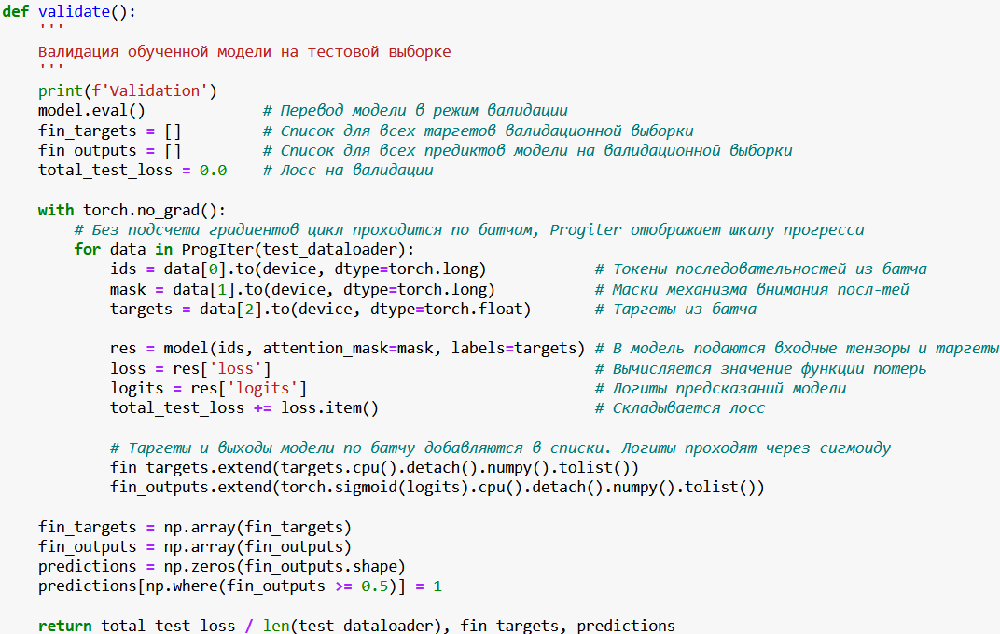 def validate():
'''
Валидация обученной модели на тестовой выборке
'''
print(f'Validation')
model.eval() # Перевод модели в режим валидации
fin_targets = [] # Список для всех таргетов валидационной выборки
fin_outputs = [] # Список для всех предиктов модели на валидационной выборки
total_test_loss = 0.0 # Лосс на валидации
with torch.no_grad():
# Без подсчета градиентов цикл проходится по батчам, Progiter отображает шкалу прогресса
for data in ProgIter(test_dataloader):
ids = data[0].to(device, dtype=torch.long) # Токены последовательностей из батча
mask = data[1].to(device, dtype=torch.long) # Маски механизма внимания посл-тей
targets = data[2].to(device, dtype=torch.float) # Таргеты из батча
res = model(ids, attention_mask=mask, labels=targets) # В модель подаются входные тензоры и таргеты
loss = res['loss'] # Вычисляется значение функции потерь
logits = res['logits'] # Логиты предсказаний модели
total_test_loss += loss.item() # Складывается лосс
# Таргеты и выходы модели по батчу добавляются в списки. Логиты проходят через сигмоиду
fin_targets.extend(targets.cpu().detach().numpy().tolist())
fin_outputs.extend(torch.sigmoid(logits).cpu().detach().numpy().tolist())
fin_targets = np.array(fin_targets)
fin_outputs = np.array(fin_outputs)
predictions = np.zeros(fin_outputs.shape)
predictions[np.where(fin_outputs >= 0.5)] = 1
return total_test_loss / len(test_dataloader), fin_targets, predictions